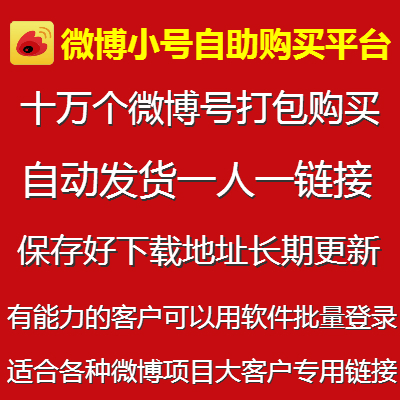 微博小号自助购买平台
十万个微博号打包购买
自动发货一人一链接
保存好下载地址长期更新
有能力的客户可以用软件批量登录
适合各种微博项目大客户专用链接